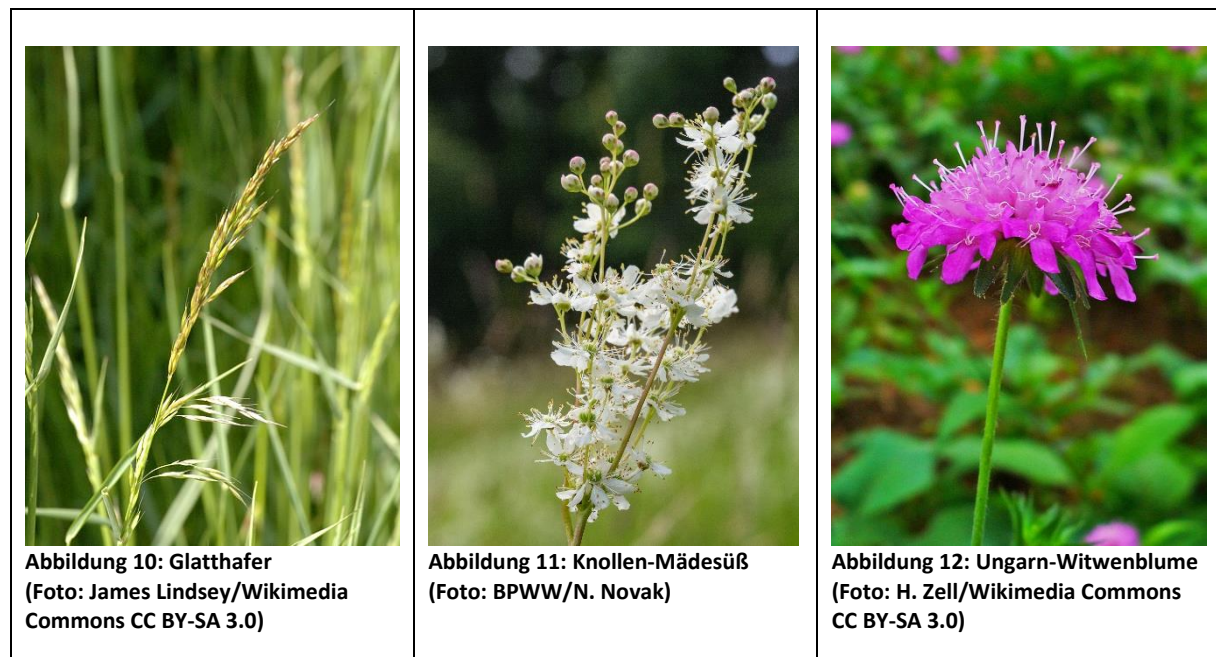 Abbildung 10: Glatthafer
(Foto: James Lindsey/Wikimedia
Commons CC BY-SA 3.0)
Abbildung 11: Knollen-Mädesüß
(Foto: BPWW/N. Novak)
Abbildung 12: Ungarn-Witwenblume
(Foto: H. Zell/Wikimedia Commons
CC BY-SA 3.0)